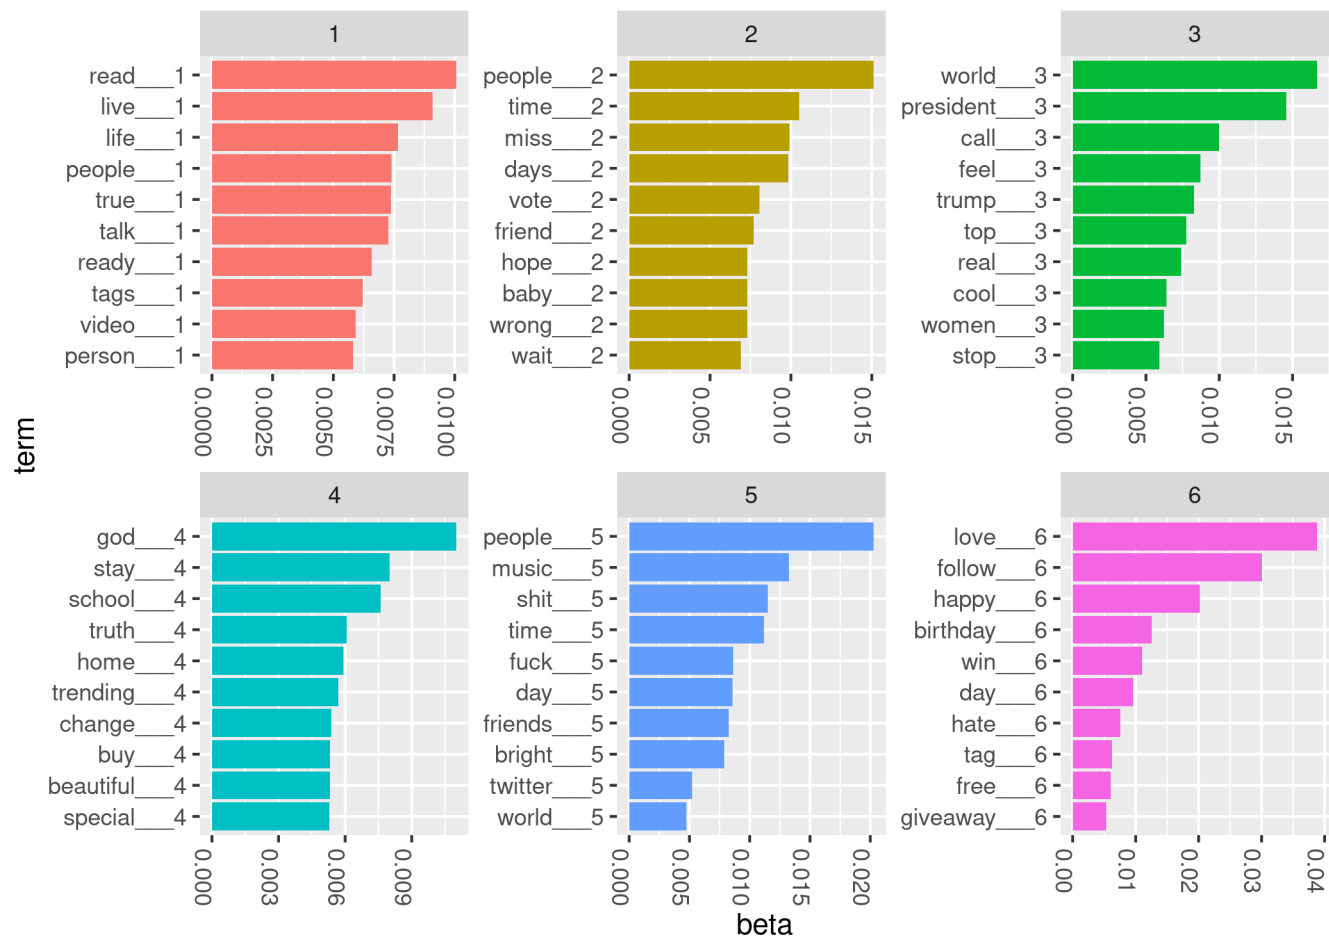 1
read___1
live___1
life___1
people___1
true___1
talk___1
ready___1
tags___1
video___1
person___1
0.0000
0.0025
0.0050
0.0075
0.0100
2
people___2
time___2
miss___2
days___2
vote___2
friend___2
hope___2
baby___2
wrong___2
wait___2
0.000
0.005
0.010
0.015
3
world___3
president___3
call___3
feel___3
trump___3
top___3
real___3
cool___3
women___3
stop___3
0.000
0.005
0.010
0.015
term
4
god___4
stay___4
school___4
truth___4
home___4
trending___4
change___4
buy___4
beautiful___4
special___4
0.000
0.003
0.006
0.009
5
people___5
music___5
shit___5
time___5
fuck___5
day___5
friends___5
bright___5
twitter___5
world___5
0.000
0.005
0.010
0.015
0.020
6
love___6
follow___6
happy___6
birthday___6
win___6
day___6
hate___6
tag___6
free___6
giveaway___6
0.00
0.01
0.02
0.03
0.04
beta